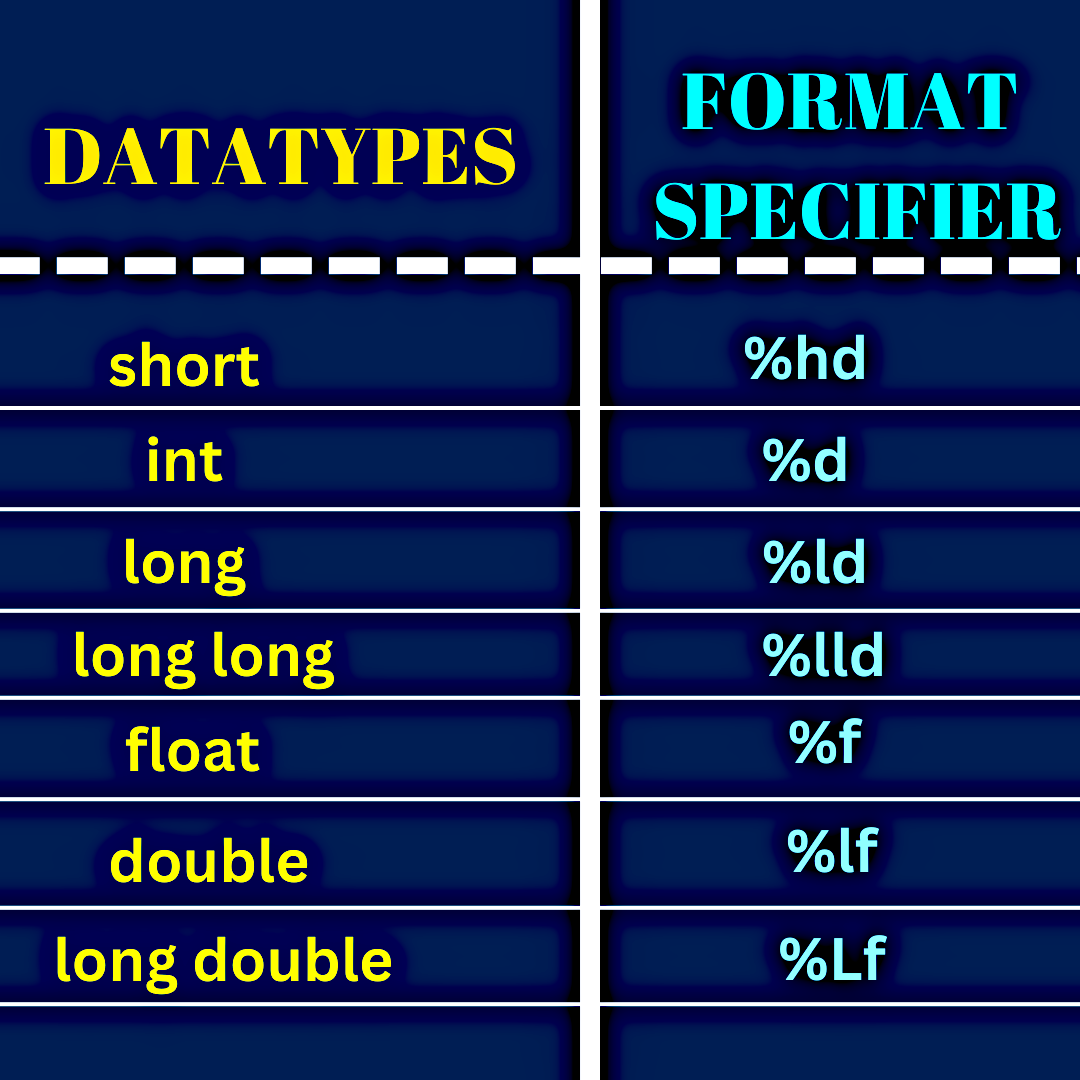 DATATYPES
FORMAT
SPECIFIER
short %hd
int %d
long %ld
long long %lld
float %f
double %lf
long double %Lf